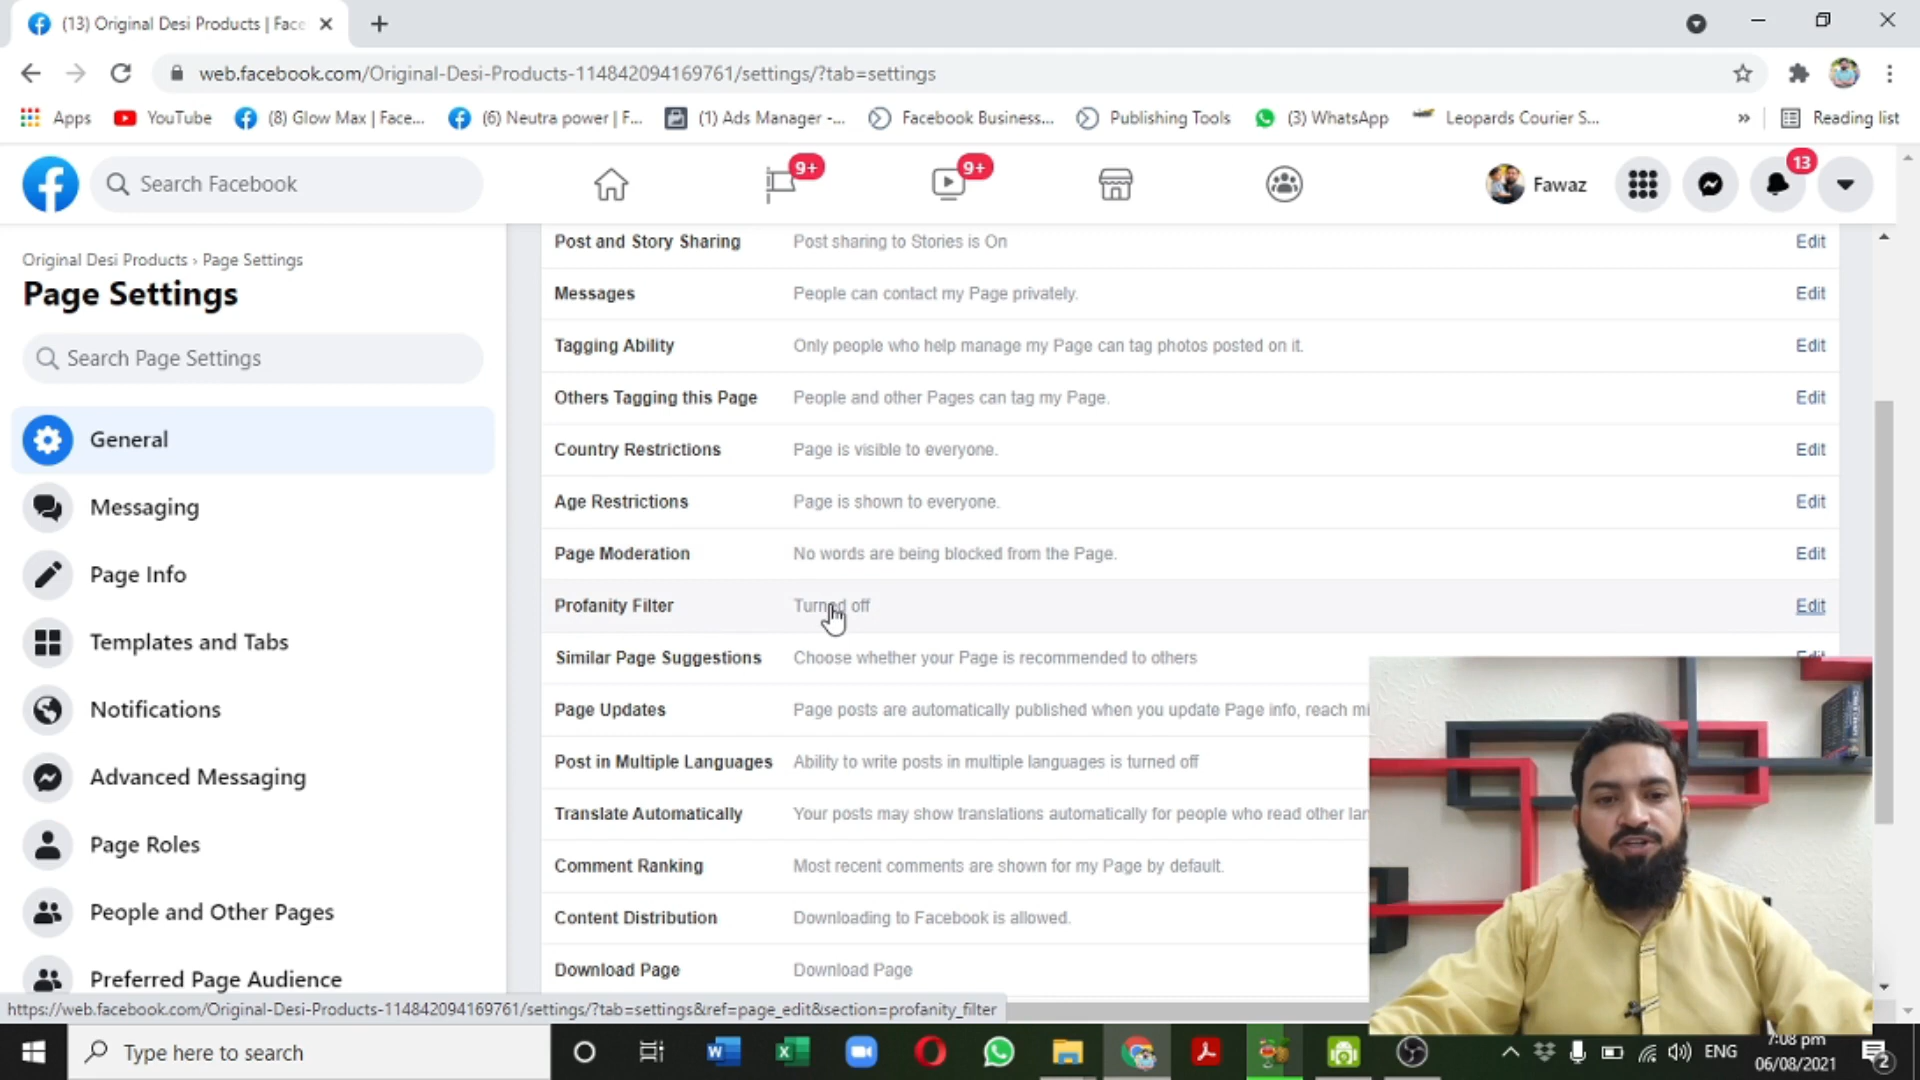 (13) Original Desi Products | Face
web.facebook.com/Original-Desi-Products-114842094169761/settings/?tab=settings
Apps YouTube (8) Glow Max | Face... (6) Neutra power | F... (1) Ads Manager -... Facebook Business... Publishing Tools (3) WhatsApp Leopards Courier S... » Reading list
Search Facebook 9+ 9+ Fawaz 13
Original Desi Products › Page Settings
Page Settings
Search Page Settings
General
Messaging
Page Info
Templates and Tabs
Notifications
Advanced Messaging
Page Roles
People and Other Pages
Preferred Page Audience
Post and Story Sharing Post sharing to Stories is On Edit
Messages People can contact my Page privately. Edit
Tagging Ability Only people who help manage my Page can tag photos posted on it. Edit
Others Tagging this Page People and other Pages can tag my Page. Edit
Country Restrictions Page is visible to everyone. Edit
Age Restrictions Page is shown to everyone. Edit
Page Moderation No words are being blocked from the Page. Edit
Profanity Filter Turned off Edit
Similar Page Suggestions Choose whether your Page is recommended to others Edit
Page Updates Page posts are automatically published when you update Page info, reach mi
Post in Multiple Languages Ability to write posts in multiple languages is turned off
Translate Automatically Your posts may show translations automatically for people who read other lan
Comment Ranking Most recent comments are shown for my Page by default.
Content Distribution Downloading to Facebook is allowed.
Download Page Download Page
https://web.facebook.com/Original-Desi-Products-114842094169761/settings/?tab=settings&ref=page_edit&section=profanity_filter
Type here to search ENG 7:08 pm
06/08/2021 2